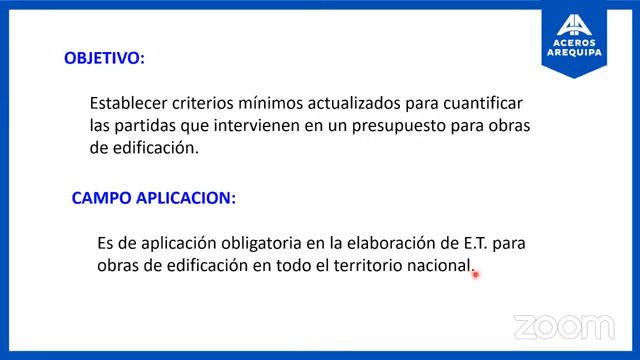 ACEROS
AREQUIPA
OBJETIVO:
Establecer criterios mínimos actualizados para cuantificar
las partidas que intervienen en un presupuesto para obras
de edificación.
CAMPO APLICACION:
Es de aplicación obligatoria en la elaboración de E.T. para
obras de edificación en todo el territorio nacional.
zoom